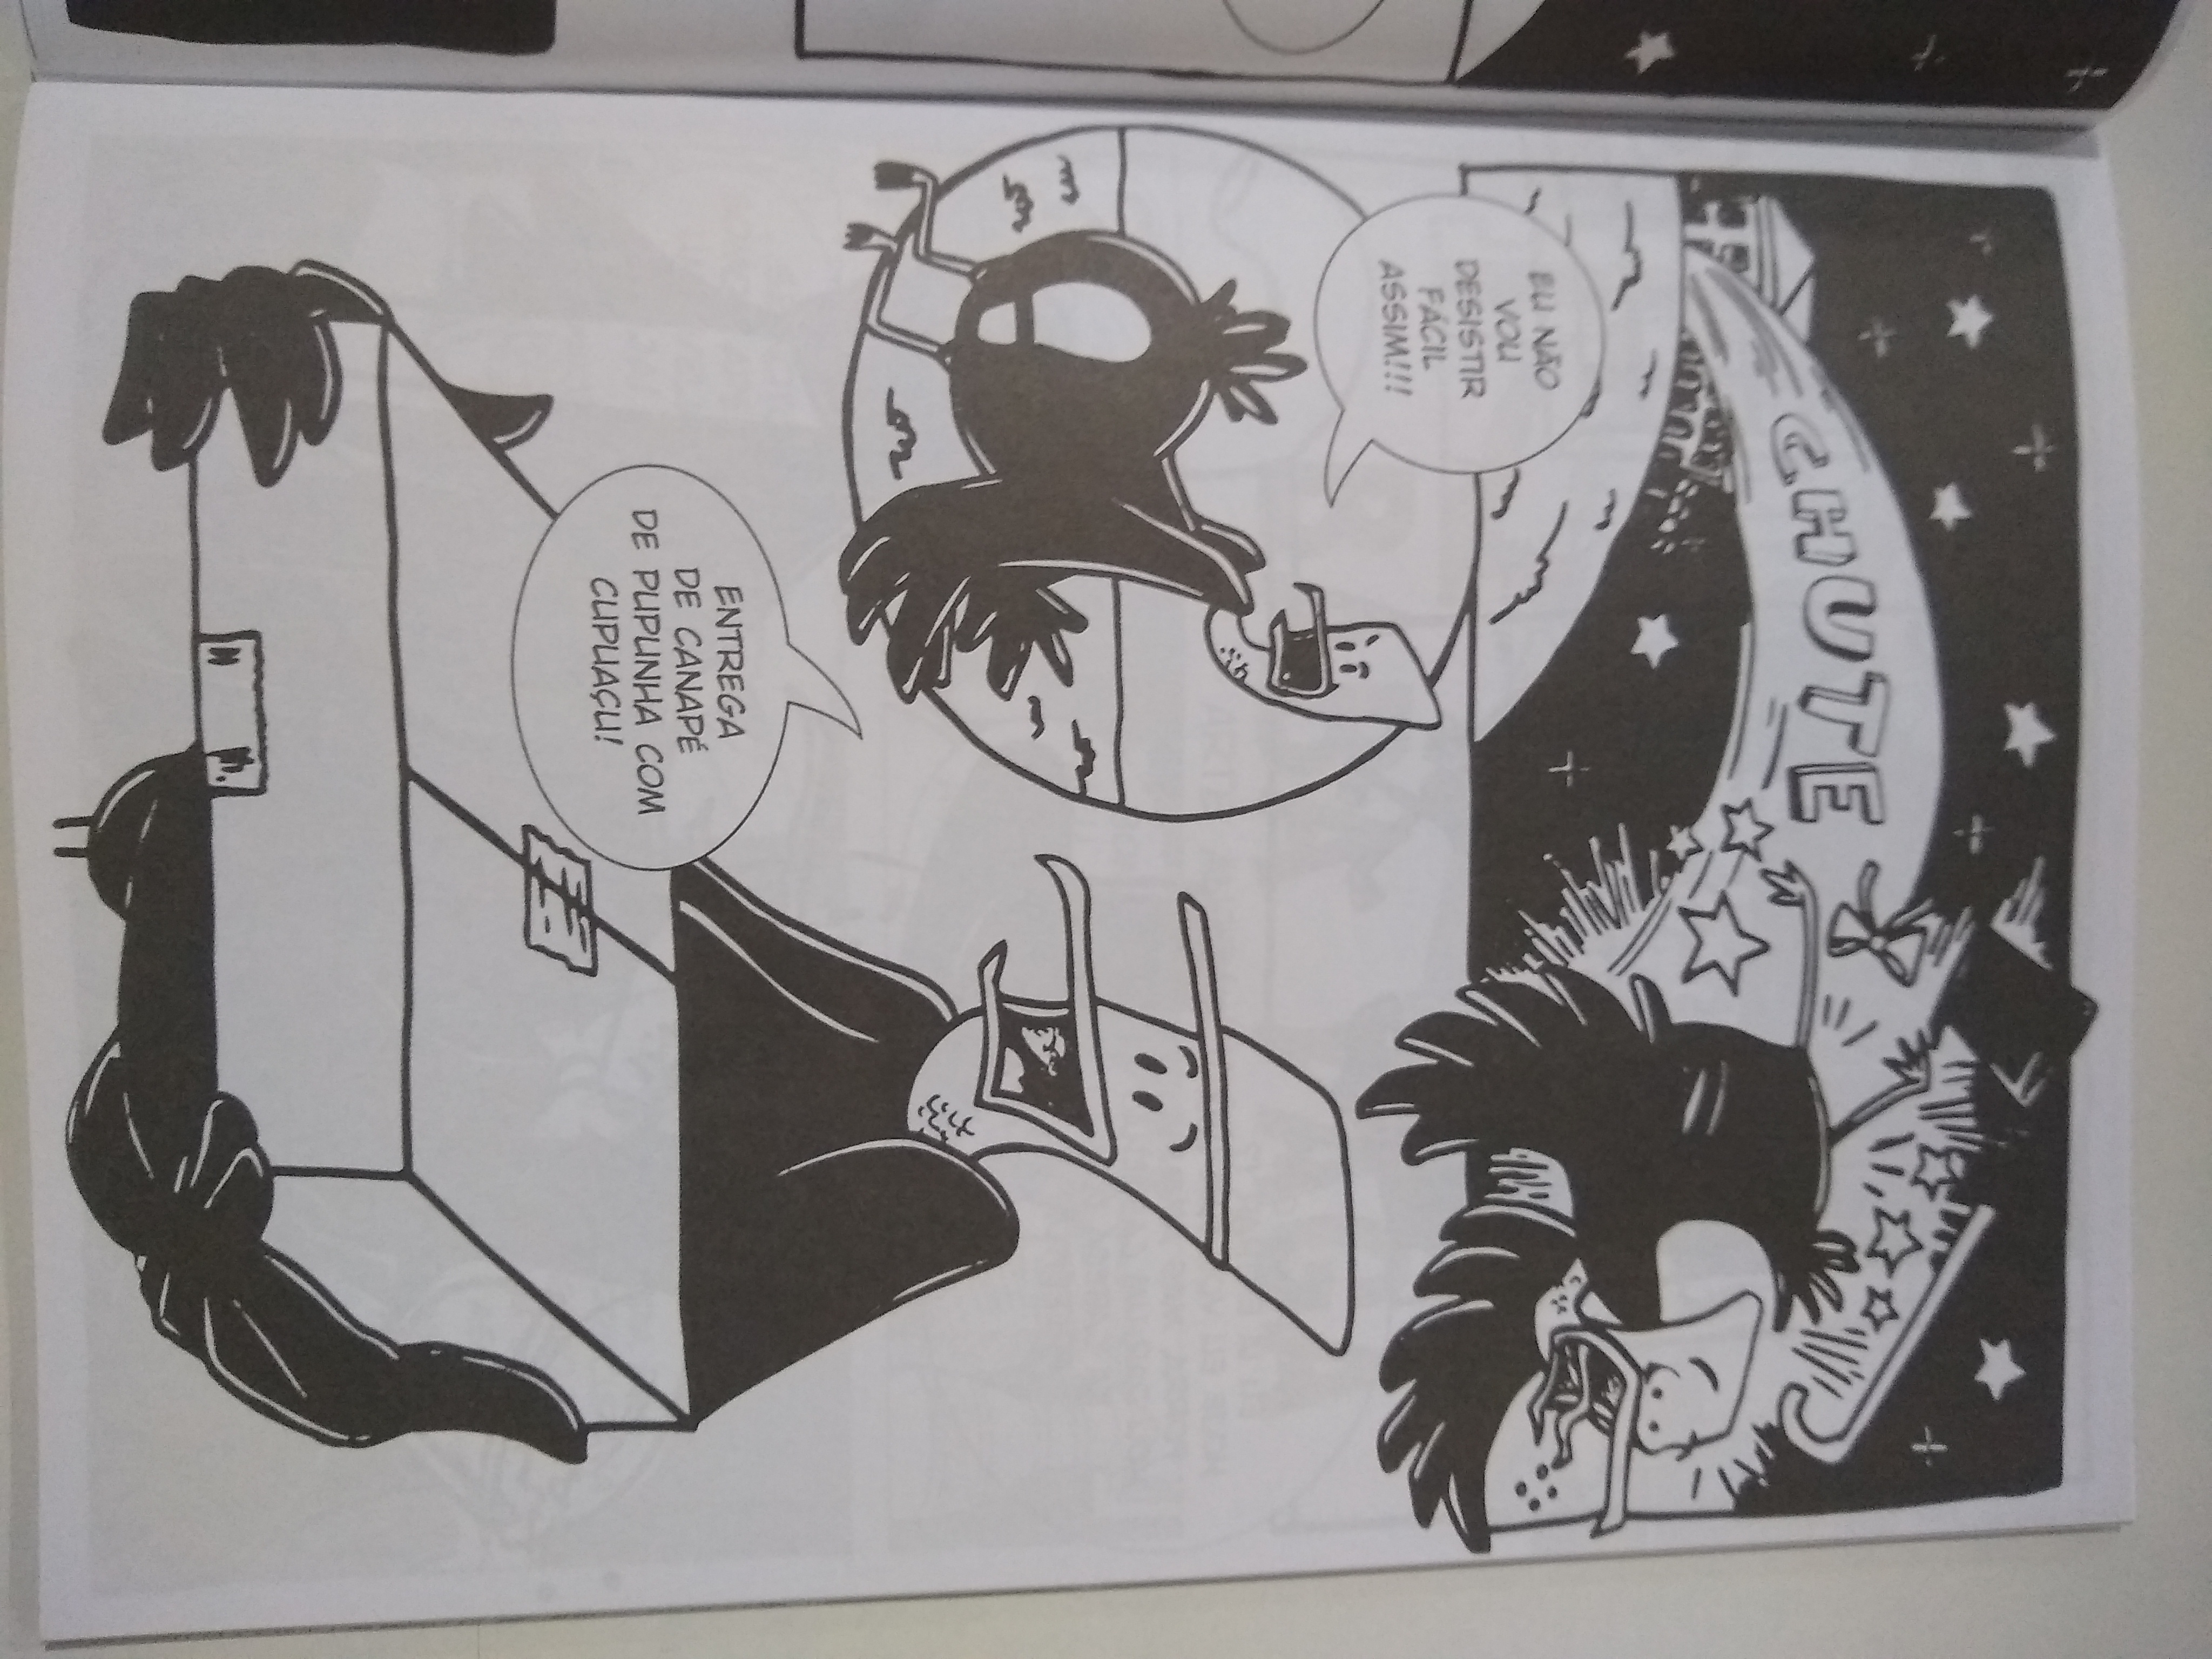 CHUTE
EU NÃO
VOU
DESISTIR
FÁCIL
ASSIM!!!
ENTREGA
DE CANAPÉ
DE PUPUNHA COM
CUPUAÇU!